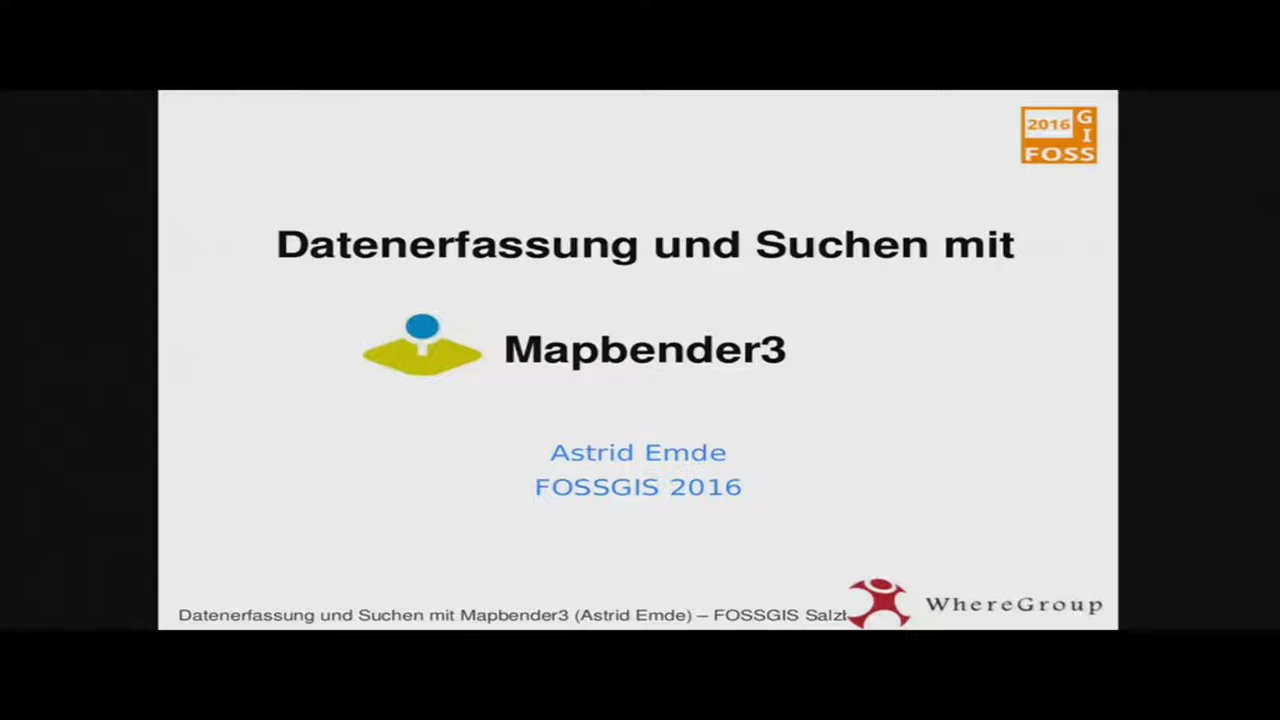 2016 G
I
FOSS
Datenerfassung und Suchen mit
Mapbender3
Astrid Emde
FOSSGIS 2016
Datenerfassung und Suchen mit Mapbender3 (Astrid Emde) – FOSSGIS
WhereGroup